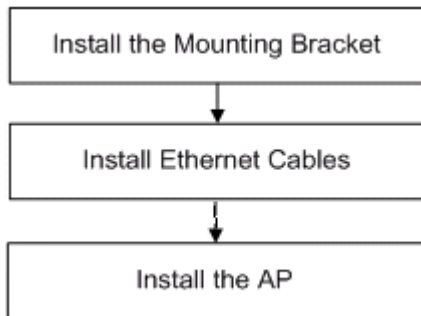 Install the Mounting Bracket
Install Ethernet Cables
Install the AP